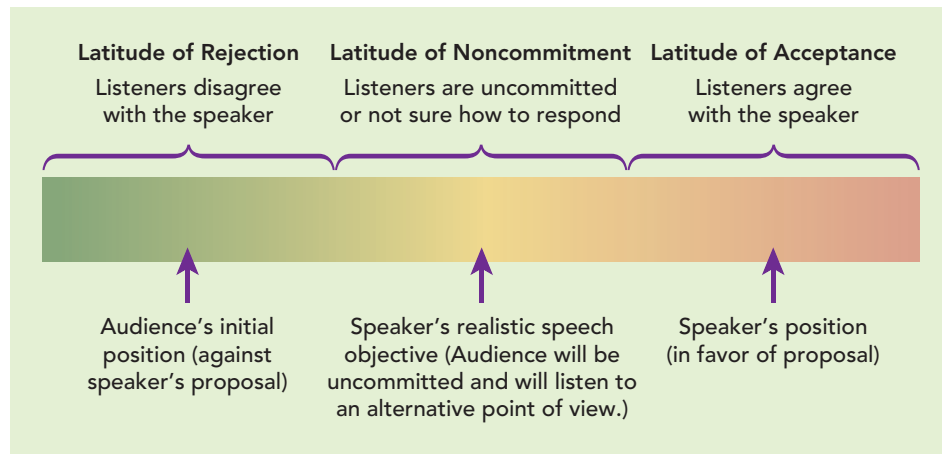 Latitude of Rejection
Listeners disagree
with the speaker
Latitude of Noncommitment
Listeners are uncommitted
or not sure how to respond
Latitude of Acceptance
Listeners agree
with the speaker
Audience’s initial
position (against
speaker’s proposal)
Speaker’s realistic speech
objective (Audience will be
uncommitted and will listen to
an alternative point of view.)
Speaker’s position
(in favor of proposal)